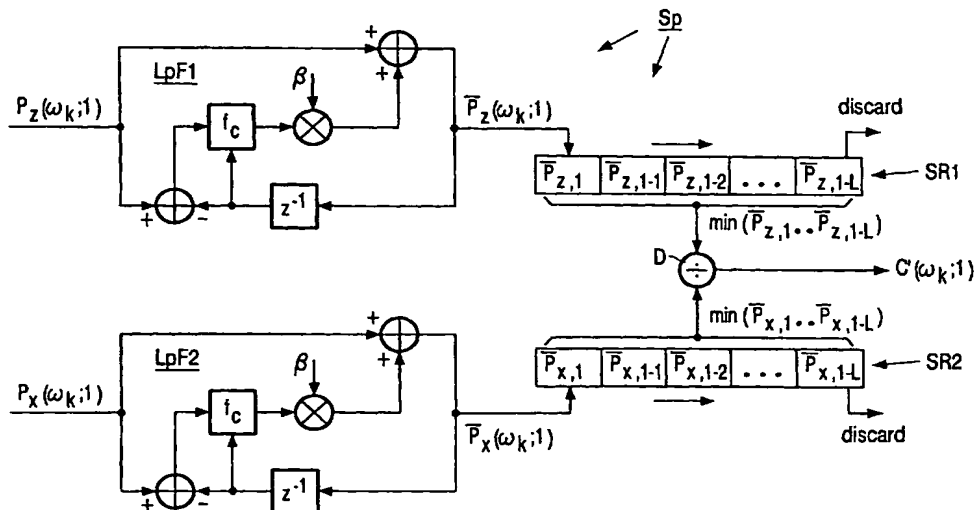 Sp
LpF1
P_z(ω_k;1)
β
f_c
+
+
+
-
z⁻¹
P̅_z(ω_k;1)
discard
P̅_z,1 P̅_z,1-1 P̅_z,1-2 ... P̅_z,1-L
SR1
min(P̅_z,1..P̅_z,1-L)
D
÷
C'(ω_k;1)
min(P̅_x,1..P̅_x,1-L)
P̅_x,1 P̅_x,1-1 P̅_x,1-2 ... P̅_x,1-L
SR2
discard
LpF2
P_x(ω_k;1)
β
f_c
+
+
+
-
z⁻¹
P̅_x(ω_k;1)